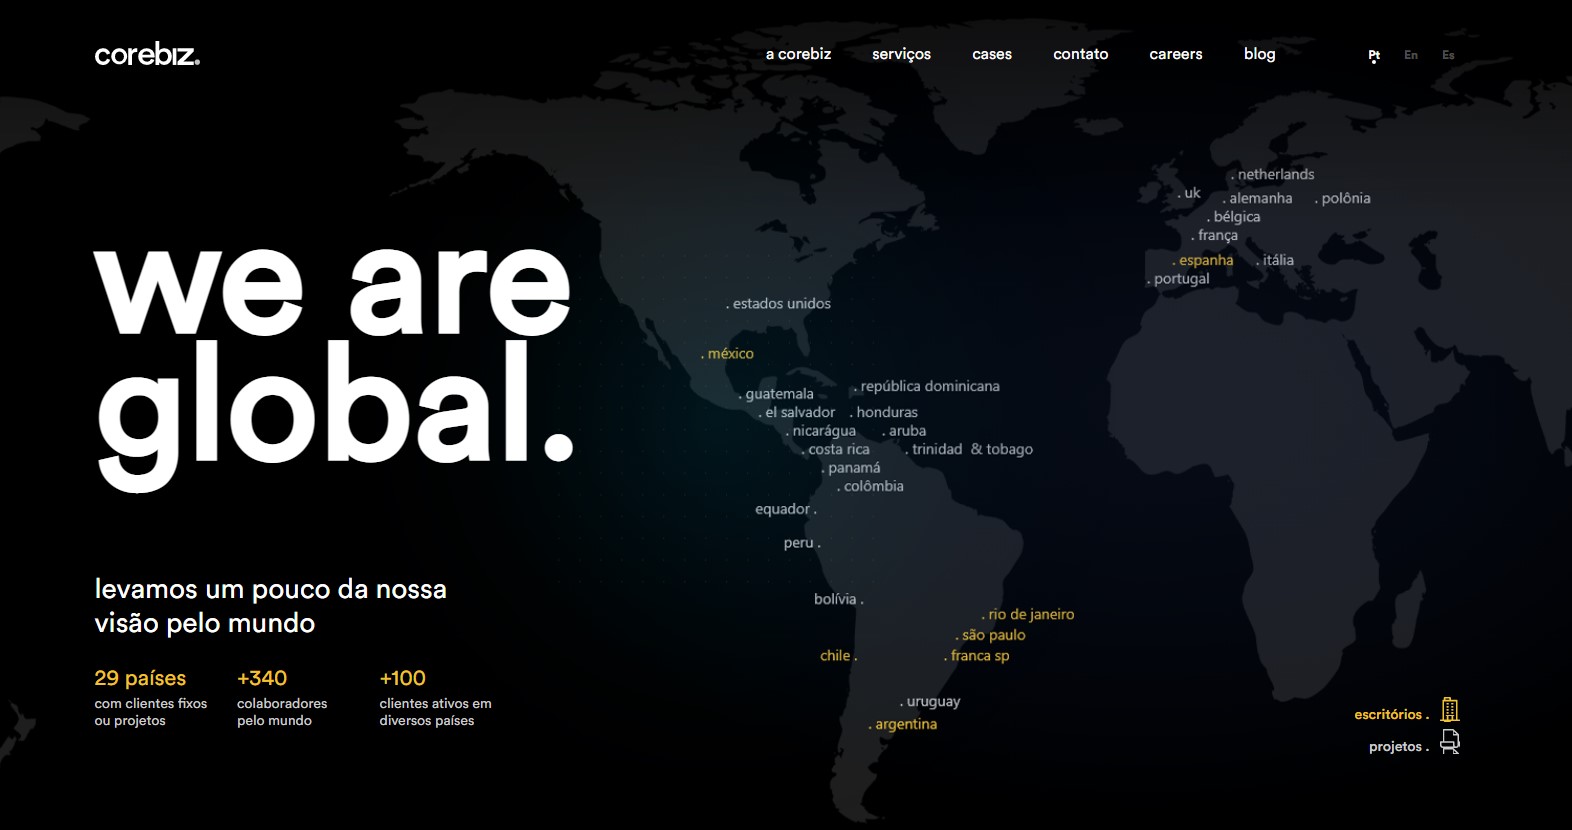 corebiz.
a corebiz serviços cases contato careers blog Pt En Es
we are
global.
levamos um pouco da nossa
visão pelo mundo
29 países
com clientes fixos
ou projetos
+340
colaboradores
pelo mundo
+100
clientes ativos em
diversos países
. netherlands
. uk
. alemanha
. polônia
. bélgica
. frança
. espanha
. itália
. portugal
. estados unidos
. méxico
. guatemala
. república dominicana
. el salvador
. honduras
. nicarágua
. aruba
. costa rica
. trinidad & tobago
. panamá
. colômbia
equador .
peru .
bolívia .
. rio de janeiro
. são paulo
chile .
. franca sp
. uruguay
. argentina
escritórios .
projetos .